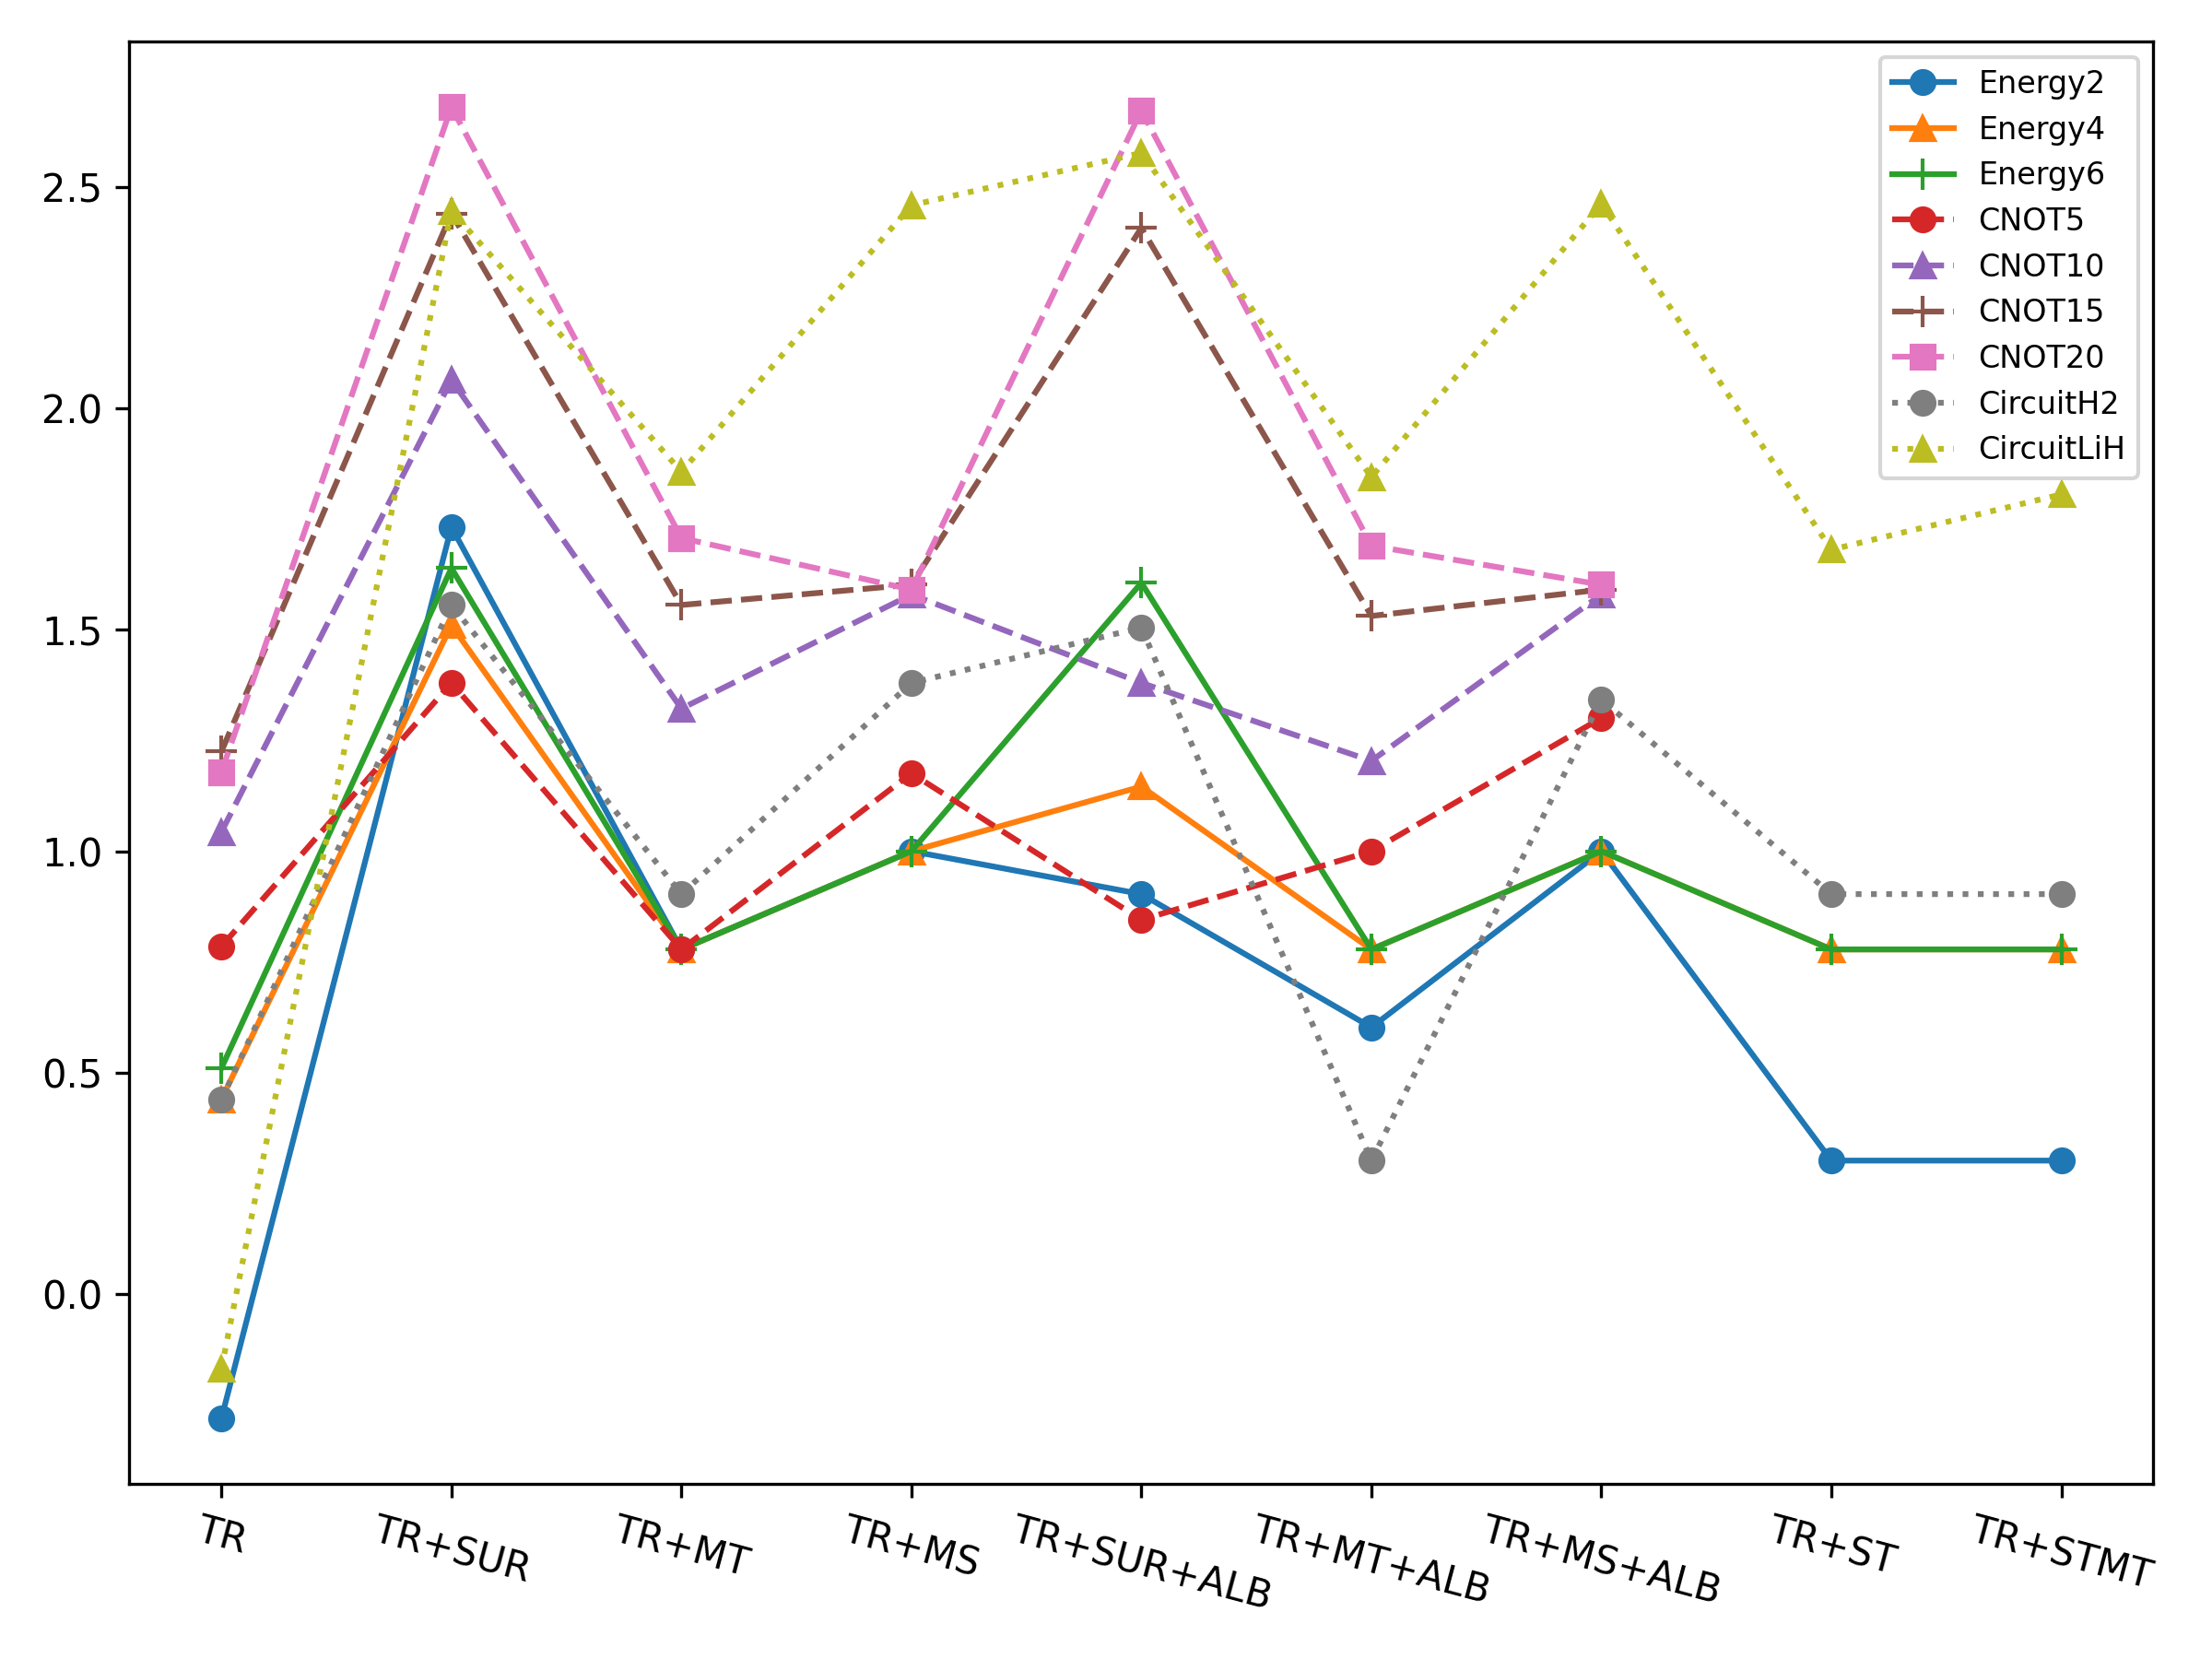 2.5
2.0
1.5
1.0
0.5
0.0
Energy2
Energy4
Energy6
CNOT5
CNOT10
CNOT15
CNOT20
CircuitH2
CircuitLiH
TR
TR+SUR
TR+MT
TR+MS
TR+SUR+ALB
TR+MT+ALB
TR+MS+ALB
TR+ST
TR+STMT